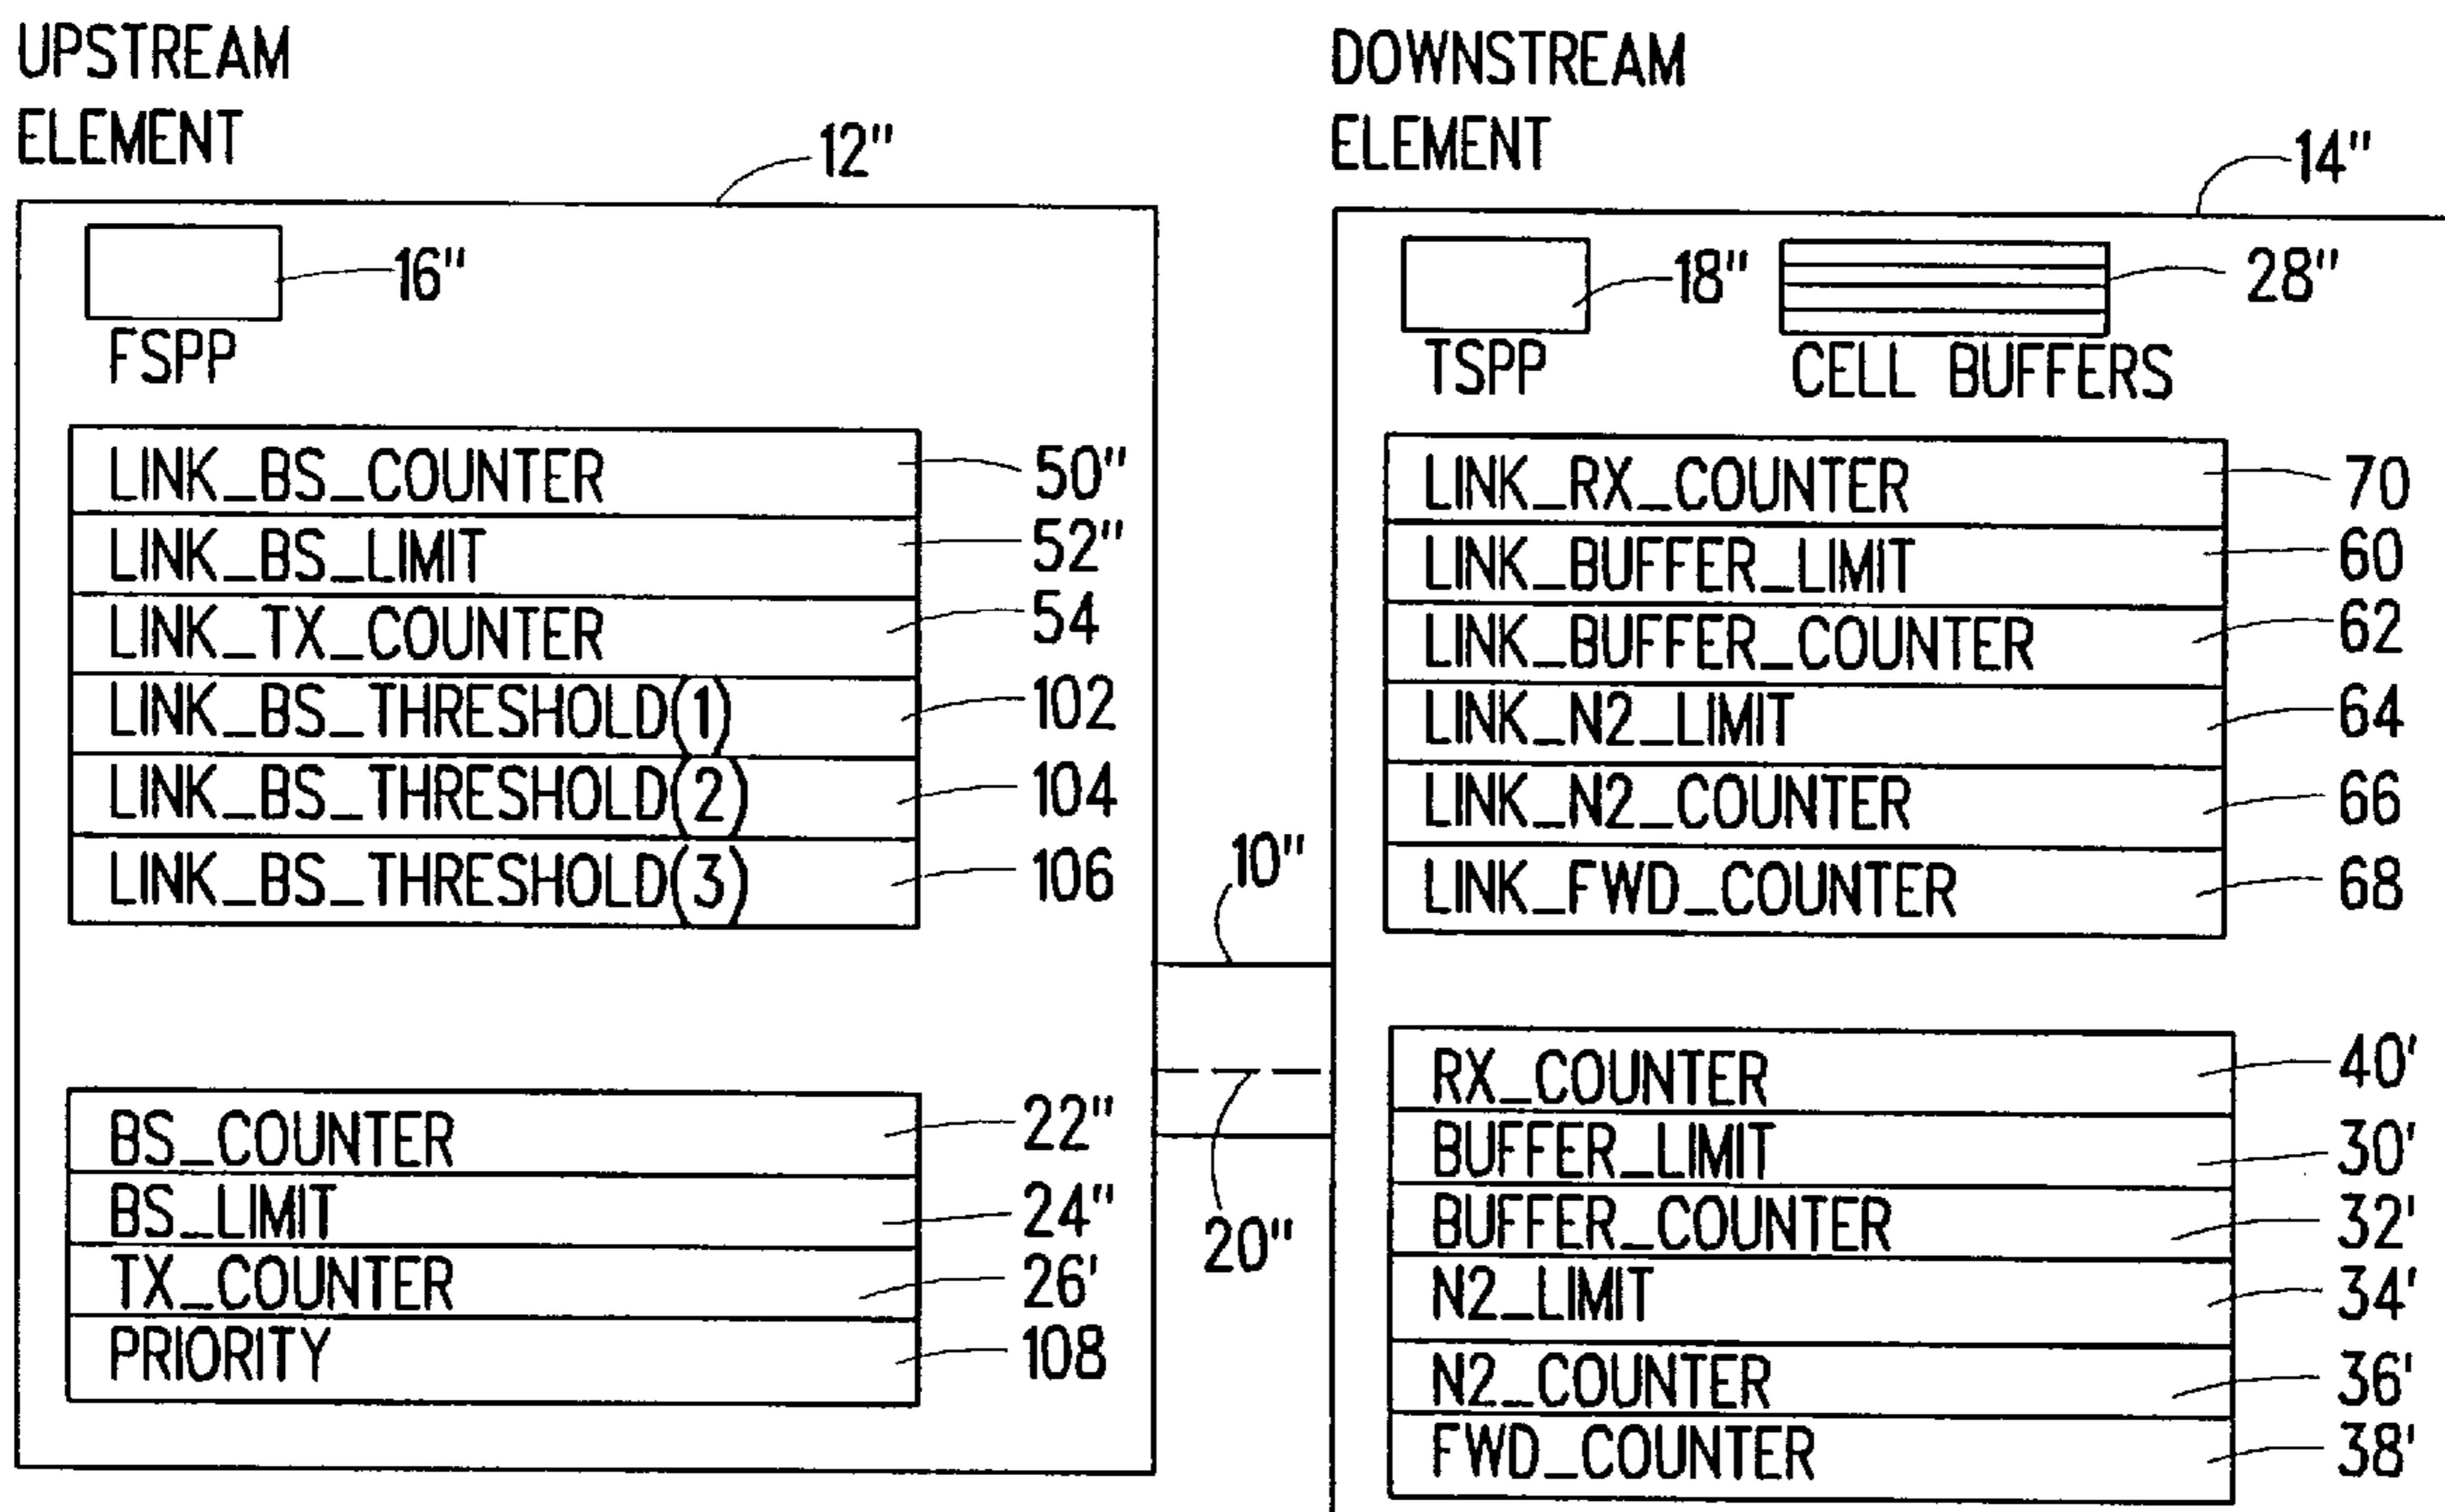 UPSTREAM
ELEMENT
12"
16"
FSPP
LINK_BS_COUNTER 50"
LINK_BS_LIMIT 52"
LINK_TX_COUNTER 54
LINK_BS_THRESHOLD(1) 102
LINK_BS_THRESHOLD(2) 104
LINK_BS_THRESHOLD(3) 106
BS_COUNTER 22"
BS_LIMIT 24"
TX_COUNTER 26'
PRIORITY 108
10"
20"
DOWNSTREAM
ELEMENT
14"
18"
TSPP
28"
CELL BUFFERS
LINK_RX_COUNTER 70
LINK_BUFFER_LIMIT 60
LINK_BUFFER_COUNTER 62
LINK_N2_LIMIT 64
LINK_N2_COUNTER 66
LINK_FWD_COUNTER 68
RX_COUNTER 40'
BUFFER_LIMIT 30'
BUFFER_COUNTER 32'
N2_LIMIT 34'
N2_COUNTER 36'
FWD_COUNTER 38'